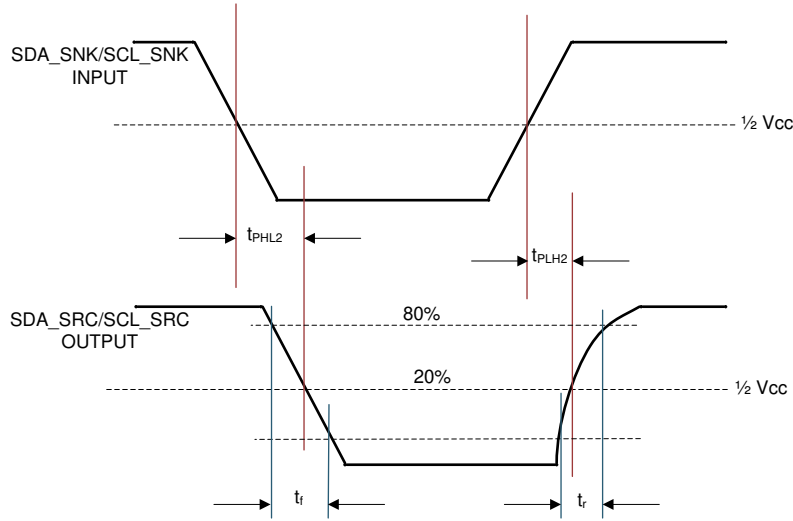 SDA_SNK/SCL_SNK
INPUT
½ Vcc
tPHL2
tPLH2
SDA_SRC/SCL_SRC
OUTPUT
80%
20%
½ Vcc
tf
tr